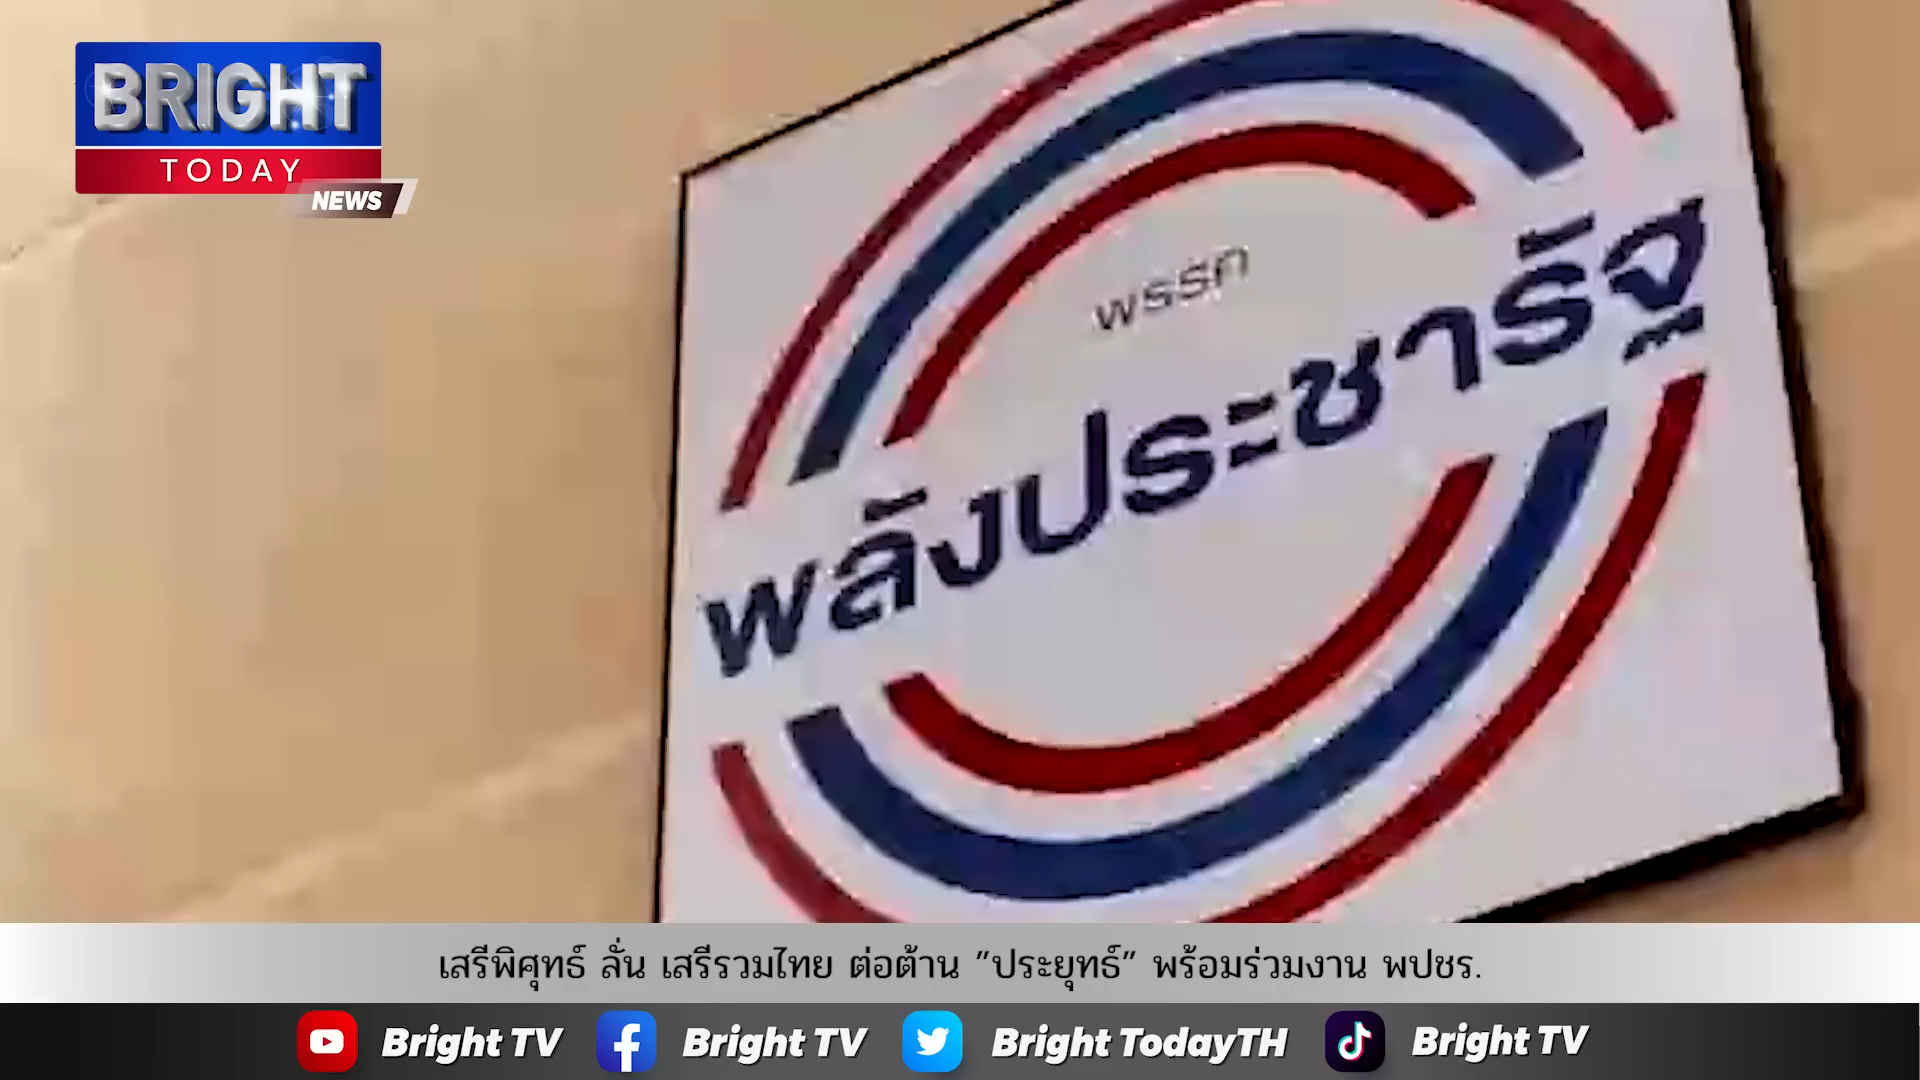 BRIGHT
TODAY
NEWS
พรรค
พลังประชารัฐ
เสรีพิศุทธ์ ลั่น เสรีรวมไทย ต่อต้าน "ประยุทธ์" พร้อมร่วมงาน พปชร.
Bright TV Bright TV Bright TodayTH Bright TV